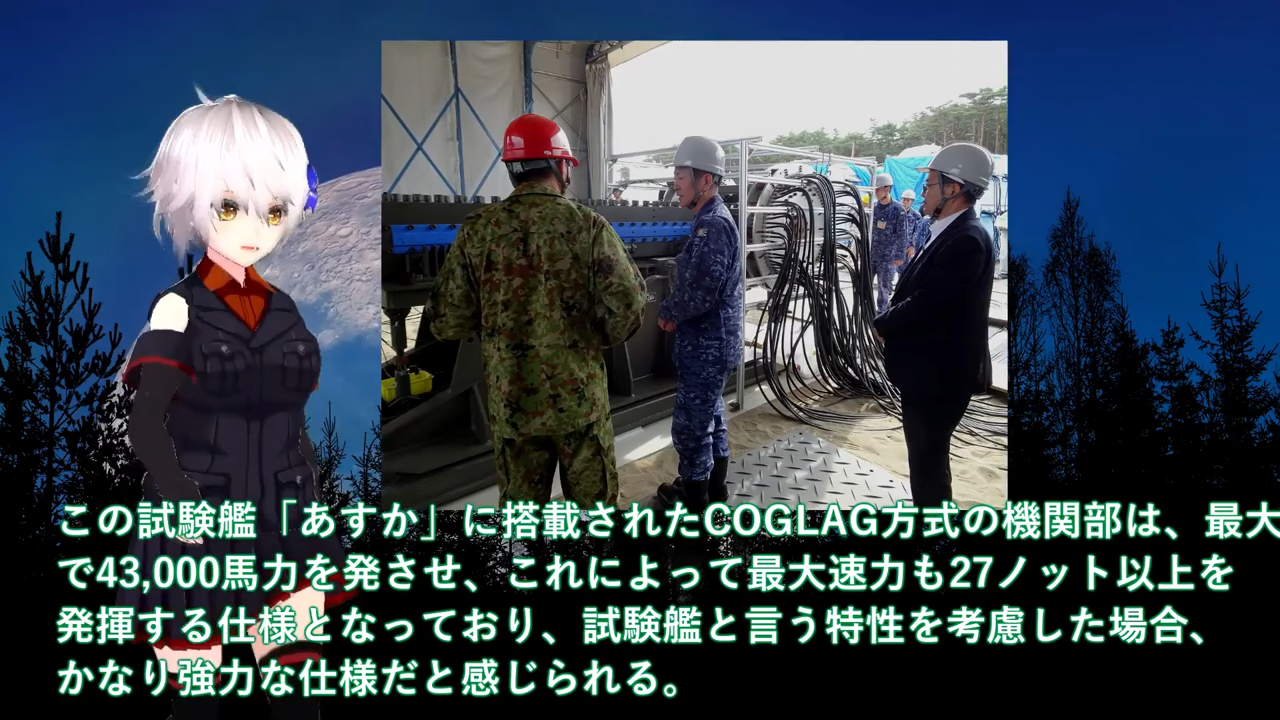 この試験艦「あすか」に搭載されたCOGLAG方式の機関部は、最大
で43,000馬力を発させ、これによって最大速力も27ノット以上を
発揮する仕様となっており、試験艦と言う特性を考慮した場合、
かなり強力な仕様だと感じられる。